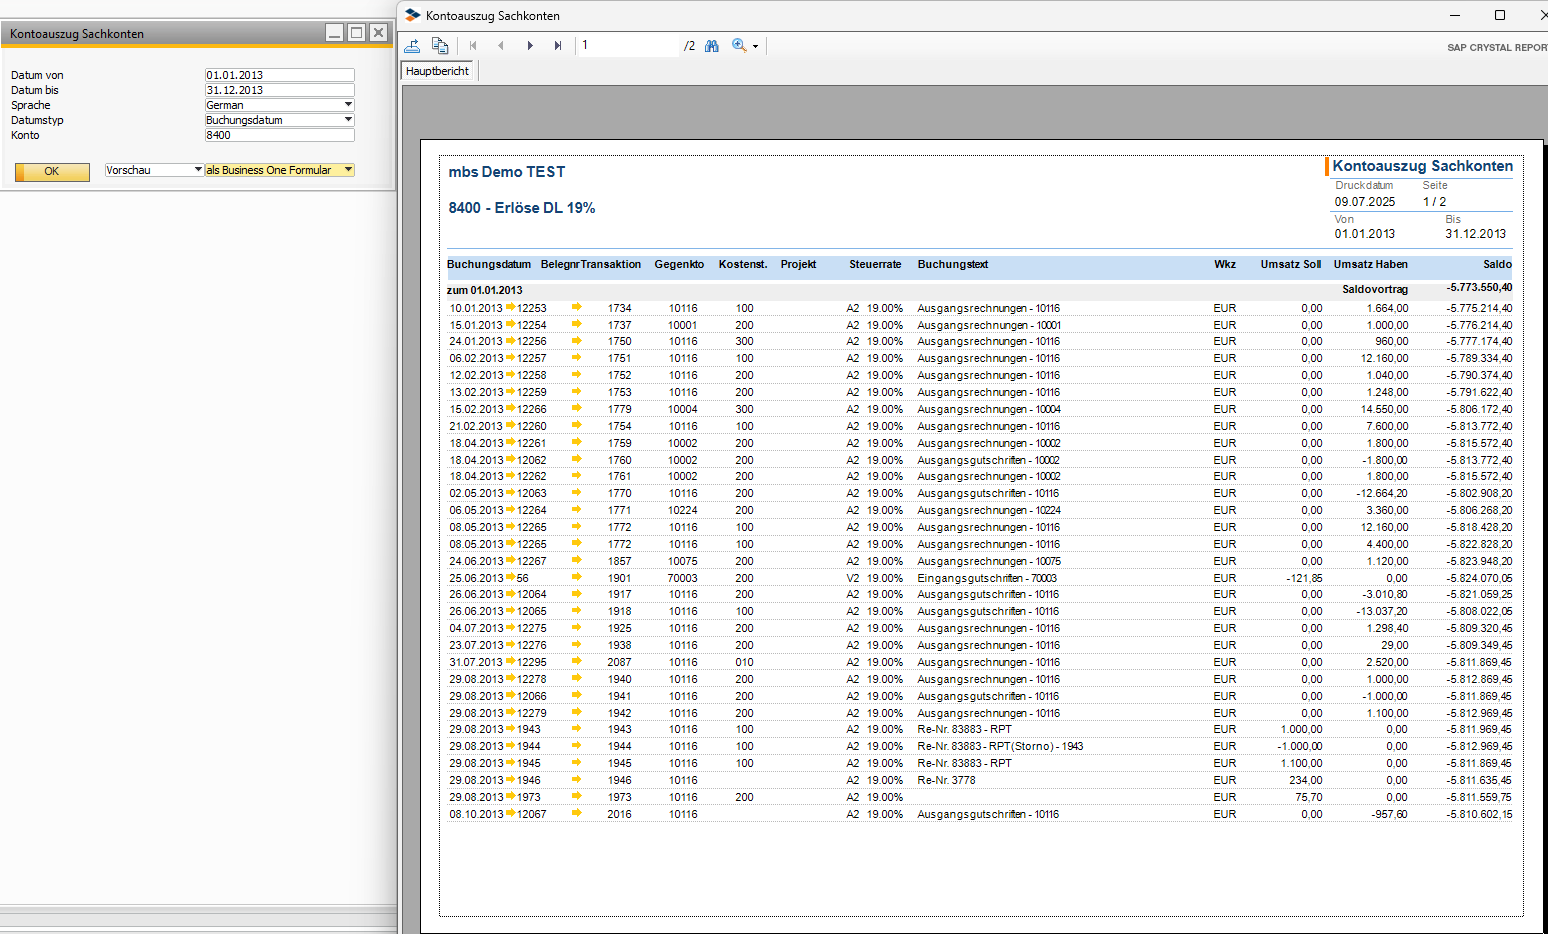 Kontoauszug Sachkonten
Datum von 01.01.2013
Datum bis 31.12.2013
Sprache German
Datumstyp Buchungsdatum
Konto 8400
OK Vorschau als Business One Formular
Kontoauszug Sachkonten
1 /2
SAP CRYSTAL REPORT
Hauptbericht
mbs Demo TEST
Kontoauszug Sachkonten
Druckdatum Seite
09.07.2025 1 / 2
8400 - Erlöse DL 19%
Von Bis
01.01.2013 31.12.2013
Buchungsdatum BelegnrTransaktion Gegenkto Kostenst. Projekt Steuerrate Buchungstext Wkz Umsatz Soll Umsatz Haben Saldo
zum 01.01.2013 Saldovortrag -5.773.550,40
10.01.2013 12253 1734 10116 100 A2 19.00% Ausgangsrechnungen - 10116 EUR 0,00 1.664,00 -5.775.214,40
15.01.2013 12254 1737 10001 200 A2 19.00% Ausgangsrechnungen - 10001 EUR 0,00 1.000,00 -5.776.214,40
24.01.2013 12256 1750 10116 300 A2 19.00% Ausgangsrechnungen - 10116 EUR 0,00 960,00 -5.777.174,40
06.02.2013 12257 1751 10116 100 A2 19.00% Ausgangsrechnungen - 10116 EUR 0,00 12.160,00 -5.789.334,40
12.02.2013 12258 1752 10116 200 A2 19.00% Ausgangsrechnungen - 10116 EUR 0,00 1.040,00 -5.790.374,40
13.02.2013 12259 1753 10116 200 A2 19.00% Ausgangsrechnungen - 10116 EUR 0,00 1.248,00 -5.791.622,40
15.02.2013 12266 1779 10004 300 A2 19.00% Ausgangsrechnungen - 10004 EUR 0,00 14.550,00 -5.806.172,40
21.02.2013 12260 1754 10116 100 A2 19.00% Ausgangsrechnungen - 10116 EUR 0,00 7.600,00 -5.813.772,40
18.04.2013 12261 1759 10002 200 A2 19.00% Ausgangsrechnungen - 10002 EUR 0,00 1.800,00 -5.815.572,40
18.04.2013 12062 1760 10002 200 A2 19.00% Ausgangsgutschriften - 10002 EUR 0,00 -1.800,00 -5.813.772,40
18.04.2013 12262 1761 10002 200 A2 19.00% Ausgangsrechnungen - 10002 EUR 0,00 1.800,00 -5.815.572,40
02.05.2013 12063 1770 10116 200 A2 19.00% Ausgangsgutschriften - 10116 EUR 0,00 -12.664,20 -5.802.908,20
06.05.2013 12264 1771 10224 200 A2 19.00% Ausgangsrechnungen - 10224 EUR 0,00 3.360,00 -5.806.268,20
08.05.2013 12265 1772 10116 100 A2 19.00% Ausgangsrechnungen - 10116 EUR 0,00 12.160,00 -5.818.428,20
08.05.2013 12265 1772 10116 100 A2 19.00% Ausgangsrechnungen - 10116 EUR 0,00 4.400,00 -5.822.828,20
24.06.2013 12267 1857 10075 200 A2 19.00% Ausgangsrechnungen - 10075 EUR 0,00 1.120,00 -5.823.948,20
25.06.2013 56 1901 70003 200 V2 19.00% Eingangsgutschriften - 70003 EUR -121,85 0,00 -5.824.070,05
26.06.2013 12064 1917 10116 200 A2 19.00% Ausgangsgutschriften - 10116 EUR 0,00 -3.010,80 -5.821.059,25
26.06.2013 12065 1918 10116 100 A2 19.00% Ausgangsgutschriften - 10116 EUR 0,00 -13.037,20 -5.808.022,05
04.07.2013 12275 1925 10116 200 A2 19.00% Ausgangsrechnungen - 10116 EUR 0,00 1.298,40 -5.809.320,45
23.07.2013 12276 1938 10116 200 A2 19.00% Ausgangsrechnungen - 10116 EUR 0,00 29,00 -5.809.349,45
31.07.2013 12295 2087 10116 010 A2 19.00% Ausgangsrechnungen - 10116 EUR 0,00 2.520,00 -5.811.869,45
29.08.2013 12278 1940 10116 200 A2 19.00% Ausgangsrechnungen - 10116 EUR 0,00 1.000,00 -5.812.869,45
29.08.2013 12066 1941 10116 200 A2 19.00% Ausgangsgutschriften - 10116 EUR 0,00 -1.000,00 -5.811.869,45
29.08.2013 12279 1942 10116 200 A2 19.00% Ausgangsrechnungen - 10116 EUR 0,00 1.100,00 -5.812.969,45
29.08.2013 1943 1943 10116 100 A2 19.00% Re-Nr. 83883 - RPT EUR 1.000,00 0,00 -5.811.969,45
29.08.2013 1944 1944 10116 100 A2 19.00% Re-Nr. 83883 - RPT(Storno) - 1943 EUR -1.000,00 0,00 -5.812.969,45
29.08.2013 1945 1945 10116 100 A2 19.00% Re-Nr. 83883 - RPT EUR 1.100,00 0,00 -5.811.869,45
29.08.2013 1946 1946 10116 A2 19.00% Re-Nr. 3778 EUR 234,00 0,00 -5.811.635,45
29.08.2013 1973 1973 10116 200 A2 19.00% EUR 75,70 0,00 -5.811.559,75
08.10.2013 12067 2016 10116 A2 19.00% Ausgangsgutschriften - 10116 EUR 0,00 -957,60 -5.810.602,15